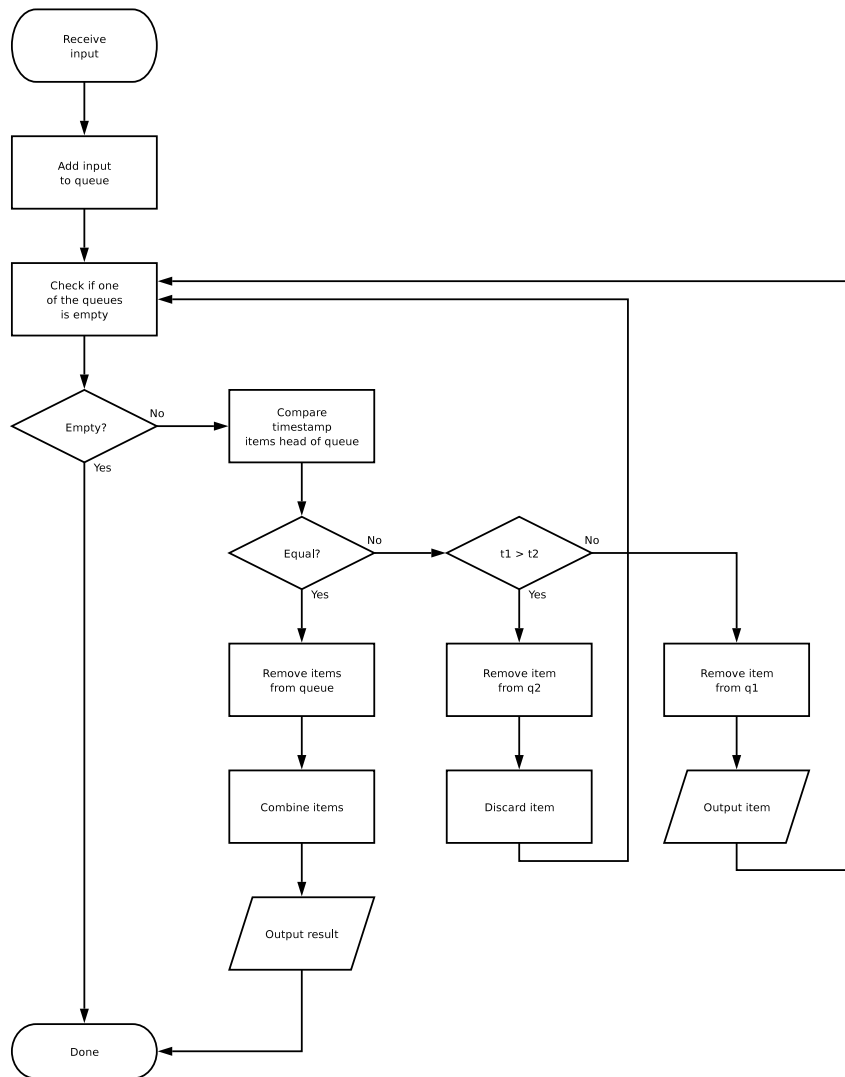 Receive
input
Add input
to queue
Check if one
of the queues
is empty
Empty?
No
Yes
Compare
timestamp
items head of queue
Equal?
No
Yes
t1 > t2
No
Yes
Remove items
from queue
Remove item
from q2
Remove item
from q1
Combine items
Discard item
Output item
Output result
Done